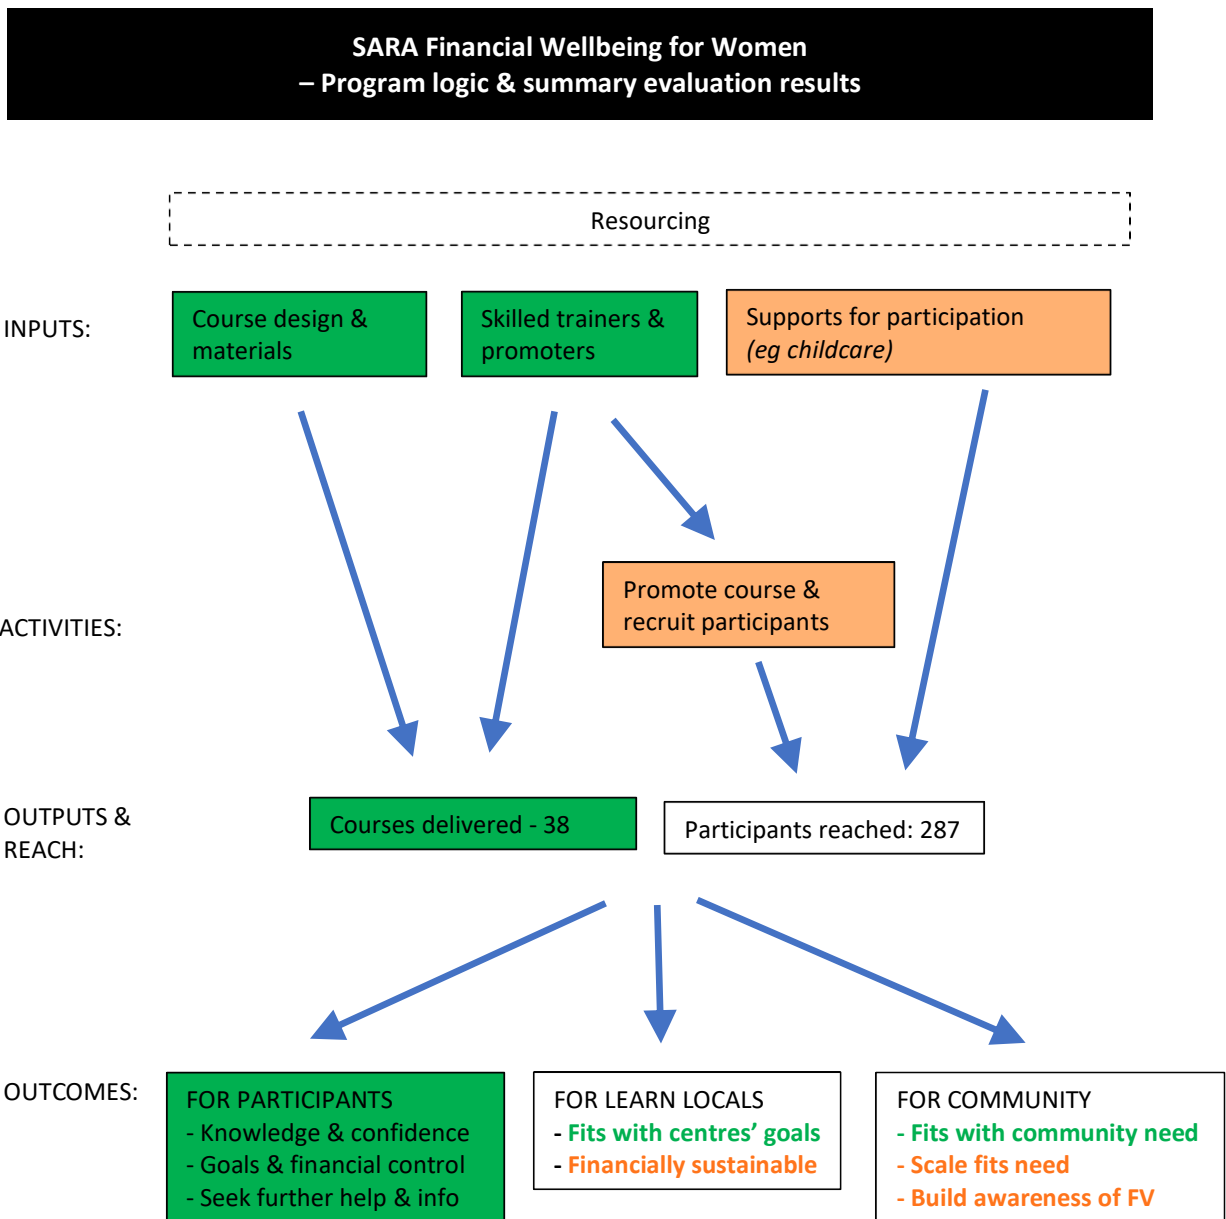 SARA Financial Wellbeing for Women
– Program logic & summary evaluation results
Resourcing
INPUTS:
Course design &
materials
Skilled trainers &
promoters
Supports for participation
(eg childcare)
ACTIVITIES:
Promote course &
recruit participants
OUTPUTS &
REACH:
Courses delivered - 38
Participants reached: 287
OUTCOMES:
FOR PARTICIPANTS
- Knowledge & confidence
- Goals & financial control
- Seek further help & info
FOR LEARN LOCALS
- Fits with centres’ goals
- Financially sustainable
FOR COMMUNITY
- Fits with community need
- Scale fits need
- Build awareness of FV